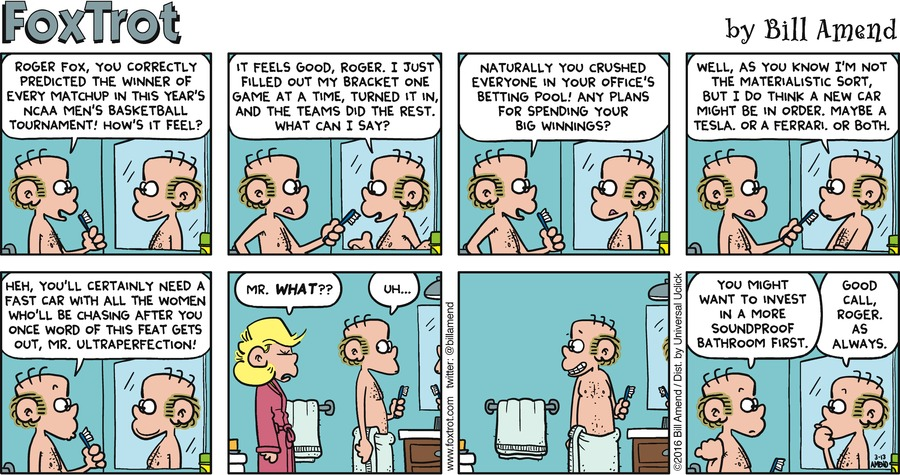 FOXTROT
by Bill Amend
ROGER FOX, YOU CORRECTLY
PREDICTED THE WINNER OF
EVERY MATCHUP IN THIS YEAR'S
NCAA MEN'S BASKETBALL
TOURNAMENT! HOW'S IT FEEL?
IT FEELS GOOD, ROGER. I JUST
FILLED OUT MY BRACKET ONE
GAME AT A TIME, TURNED IT IN,
AND THE TEAMS DID THE REST.
WHAT CAN I SAY?
NATURALLY YOU CRUSHED
EVERYONE IN YOUR OFFICE'S
BETTING POOL! ANY PLANS
FOR SPENDING YOUR
BIG WINNINGS?
WELL, AS YOU KNOW I'M NOT
THE MATERIALISTIC SORT,
BUT I DO THINK A NEW CAR
MIGHT BE IN ORDER. MAYBE A
TESLA. OR A FERRARI. OR BOTH.
HEH, YOU'LL CERTAINLY NEED A
FAST CAR WITH ALL THE WOMEN
WHO'LL BE CHASING AFTER YOU
ONCE WORD OF THIS FEAT GETS
OUT, MR. ULTRAPERFECTION!
MR. WHAT??
UH...
www.foxtrot.com twitter: @billamend
©2016 Bill Amend / Dist. by Universal Uclick
YOU MIGHT
WANT TO INVEST
IN A MORE
SOUNDPROOF
BATHROOM FIRST.
GOOD
CALL,
ROGER.
AS
ALWAYS.
3-13
AMEND